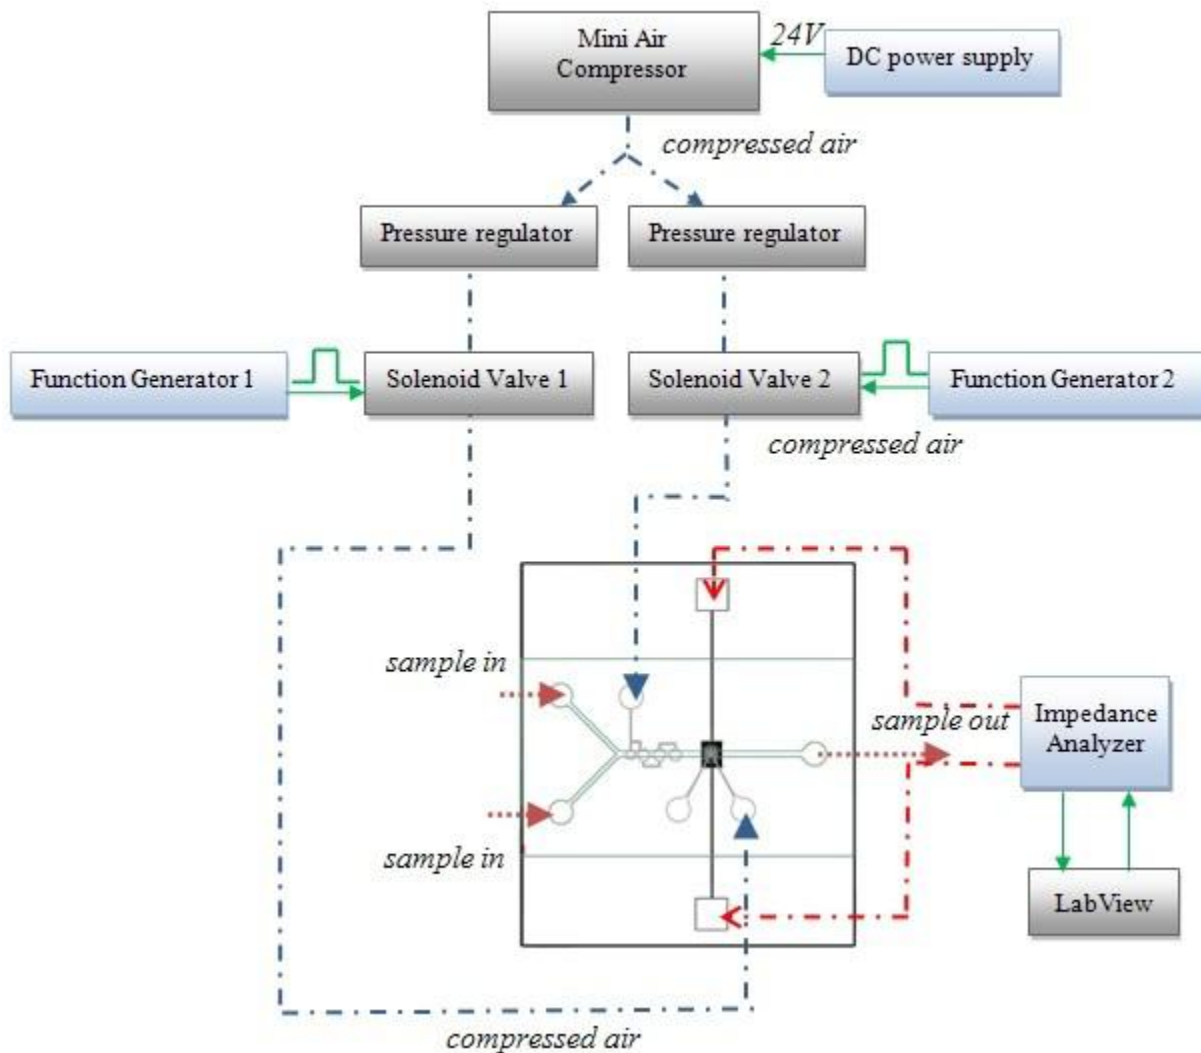 Mini Air
Compressor
24V
DC power supply
compressed air
Pressure regulator
Pressure regulator
Function Generator 1
Solenoid Valve 1
Solenoid Valve 2
Function Generator 2
compressed air
sample in
sample out
Impedance
Analyzer
sample in
LabView
compressed air